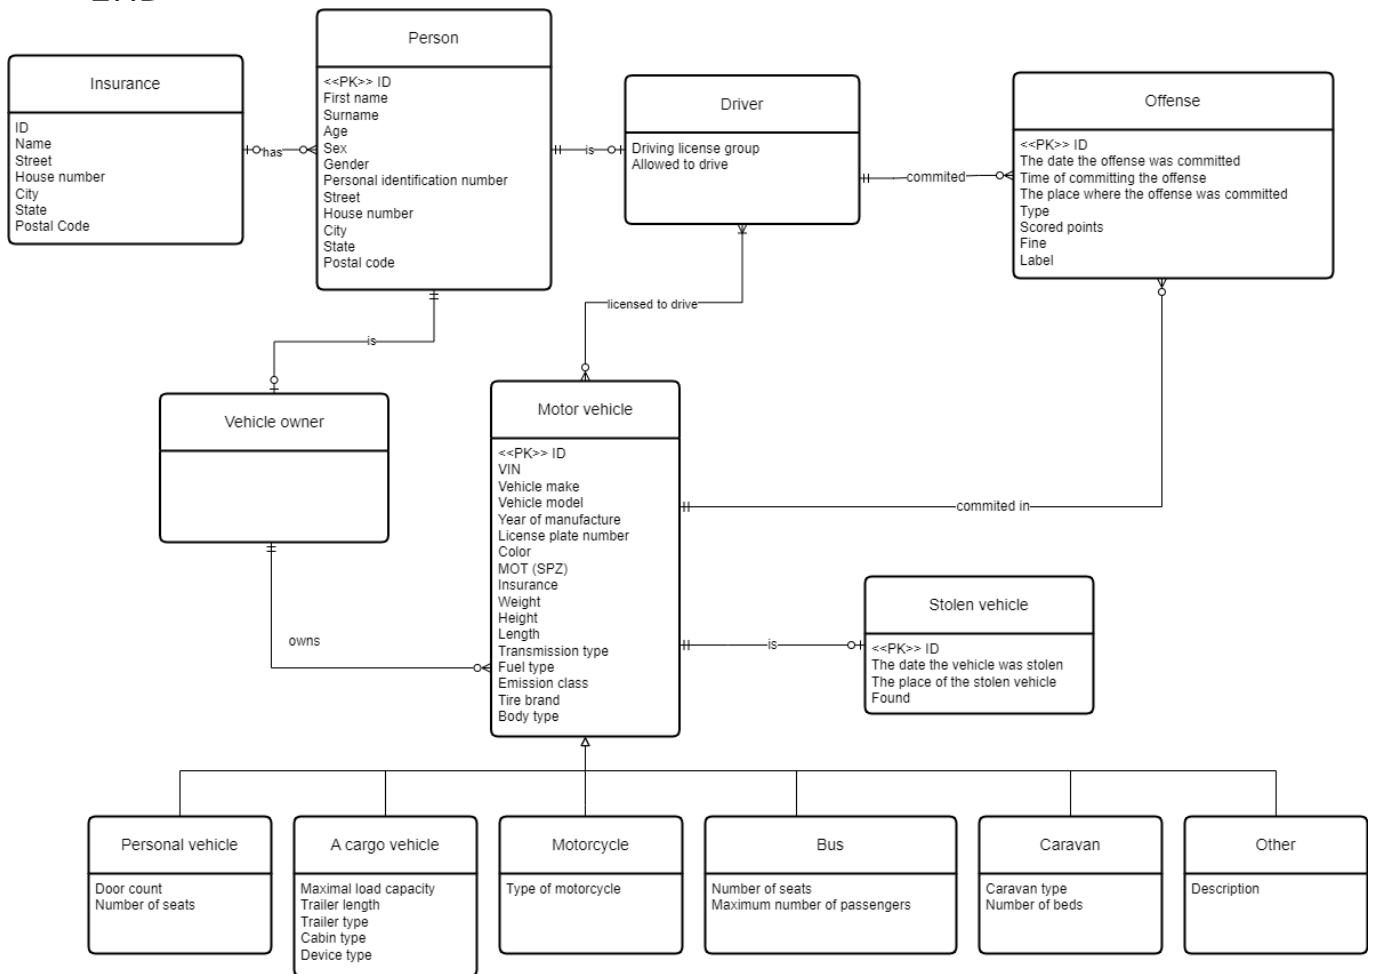 Person
<<PK>> ID
First name
Surname
Age
Sex
Gender
Personal identification number
Street
House number
City
State
Postal code
Insurance
ID
Name
Street
House number
City
State
Postal Code
has
is
Driver
Driving license group
Allowed to drive
commited
Offense
<<PK>> ID
The date the offense was committed
Time of committing the offense
The place where the offense was committed
Type
Scored points
Fine
Label
is
licensed to drive
Vehicle owner
owns
Motor vehicle
<<PK>> ID
VIN
Vehicle make
Vehicle model
Year of manufacture
License plate number
Color
MOT (SPZ)
Insurance
Weight
Height
Length
Transmission type
Fuel type
Emission class
Tire brand
Body type
commited in
is
Stolen vehicle
<<PK>> ID
The date the vehicle was stolen
The place of the stolen vehicle
Found
Personal vehicle
Door count
Number of seats
A cargo vehicle
Maximal load capacity
Trailer length
Trailer type
Cabin type
Device type
Motorcycle
Type of motorcycle
Bus
Number of seats
Maximum number of passengers
Caravan
Caravan type
Number of beds
Other
Description